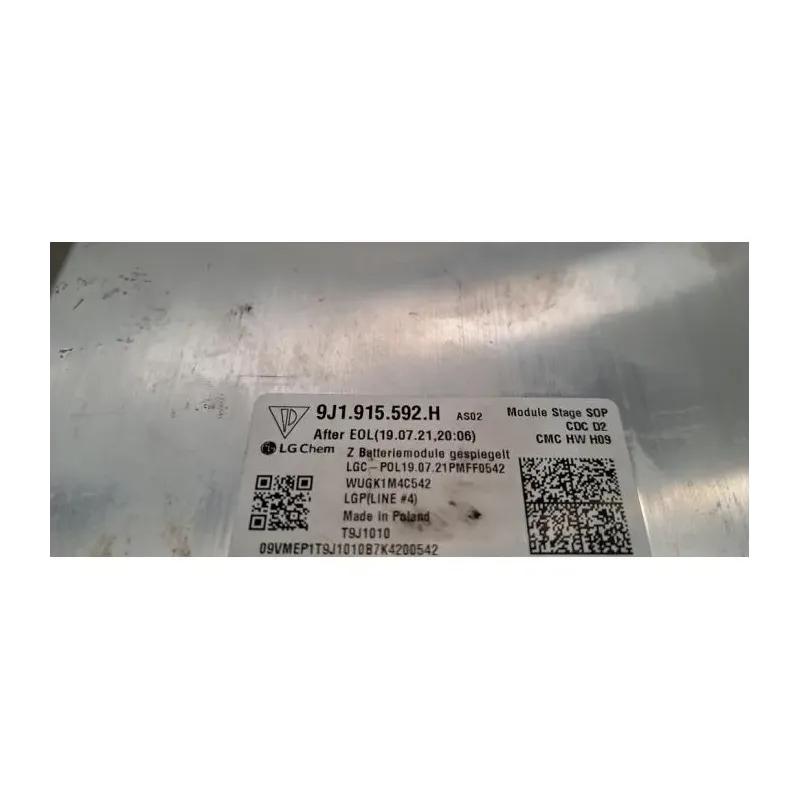 9J1.915.592.H AS02 Module Stage SOP
After EOL(19.07.21,20:06) CDC D2
LG Chem Z Batteriemodule gespiegelt CMC HW H09
LGC-POL19.07.21PMFF0542
WUGK1M4C542
LGP(LINE #4)
Made in Poland
T9J1010
09VMEP1T9J1010B7K4200542